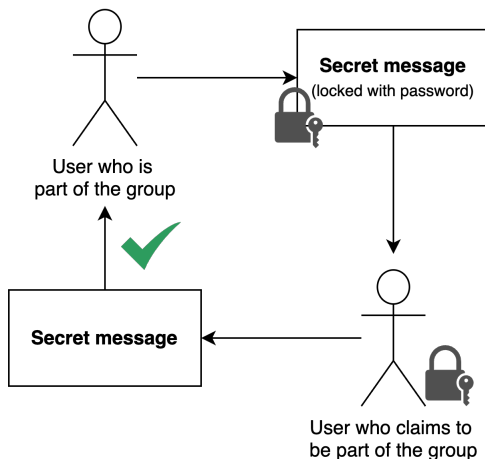 Secret message
(locked with password)
User who is
part of the group
Secret message
User who claims to
be part of the group